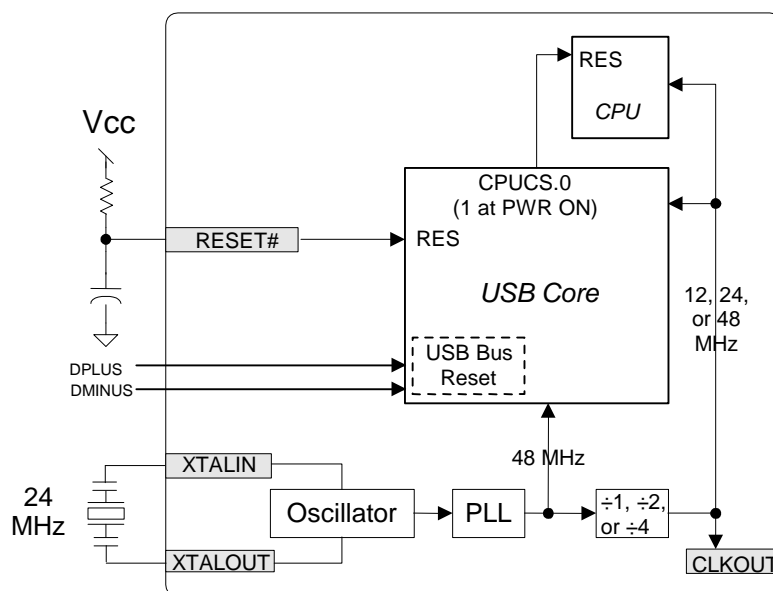 RES
CPU
Vcc
CPUCS.0
(1 at PWR ON)
RESET#
RES
USB Core
12, 24,
or 48
MHz
USB Bus
Reset
DPLUS
DMINUS
XTALIN
48 MHz
24
MHz
Oscillator
PLL
÷1, ÷2,
or ÷4
XTALOUT
CLKOUT